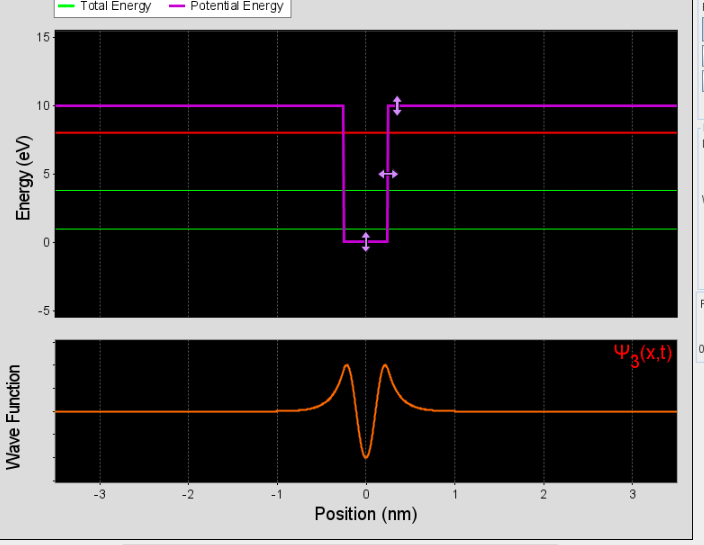 Total Energy Potential Energy
15
10
5
0
-5
Energy (eV)
Ψ3(x,t)
Wave Function
-3 -2 -1 0 1 2 3
Position (nm)